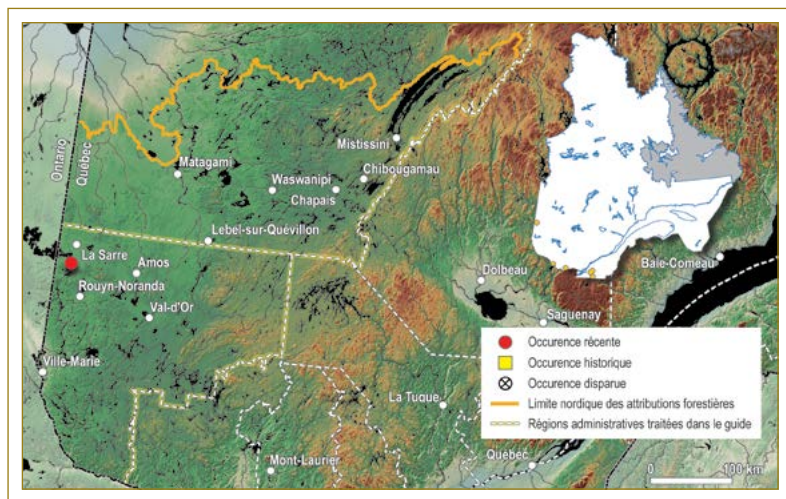 Ontario
Québec
Matagami
Mistissini
Waswanipi
Chibougamau
Chapais
Lebel-sur-Quévillon
La Sarre
Amos
Rouyn-Noranda
Val-d'Or
Ville-Marie
Dolbeau
Baie-Comeau
Saguenay
La Tuque
Mont-Laurier
Québec
Occurence récente
Occurence historique
Occurence disparue
Limite nordique des attributions forestières
Régions administratives traitées dans le guide
0 100 km